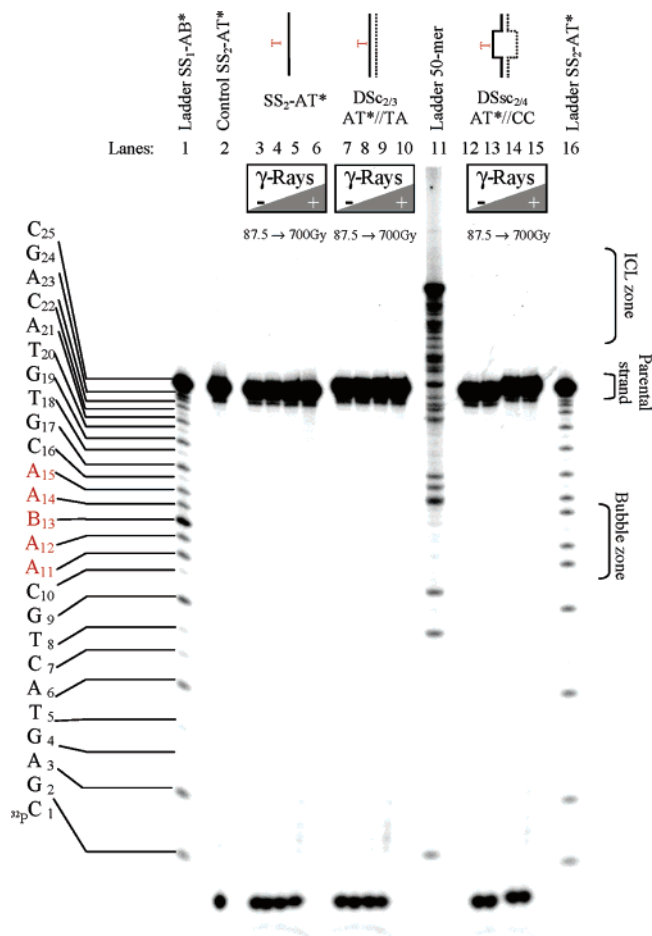 Ladder SS1-AB*
Control SS2-AT*
T
SS2-AT*
T
DSc2/3
AT*//TA
Ladder 50-mer
T
DSsc2/4
AT*//CC
Ladder SS2-AT*
Lanes: 1 2 3 4 5 6 7 8 9 10 11 12 13 14 15 16
γ-Rays
- +
87.5 → 700Gy
γ-Rays
- +
87.5 → 700Gy
γ-Rays
- +
87.5 → 700Gy
C25
G24
A23
C22
A21
T20
G19
T18
G17
C16
A15
A14
B13
A12
A11
C10
G9
T8
C7
A6
T5
G4
A3
G2
32pC1
ICL zone
Parental
strand
Bubble zone